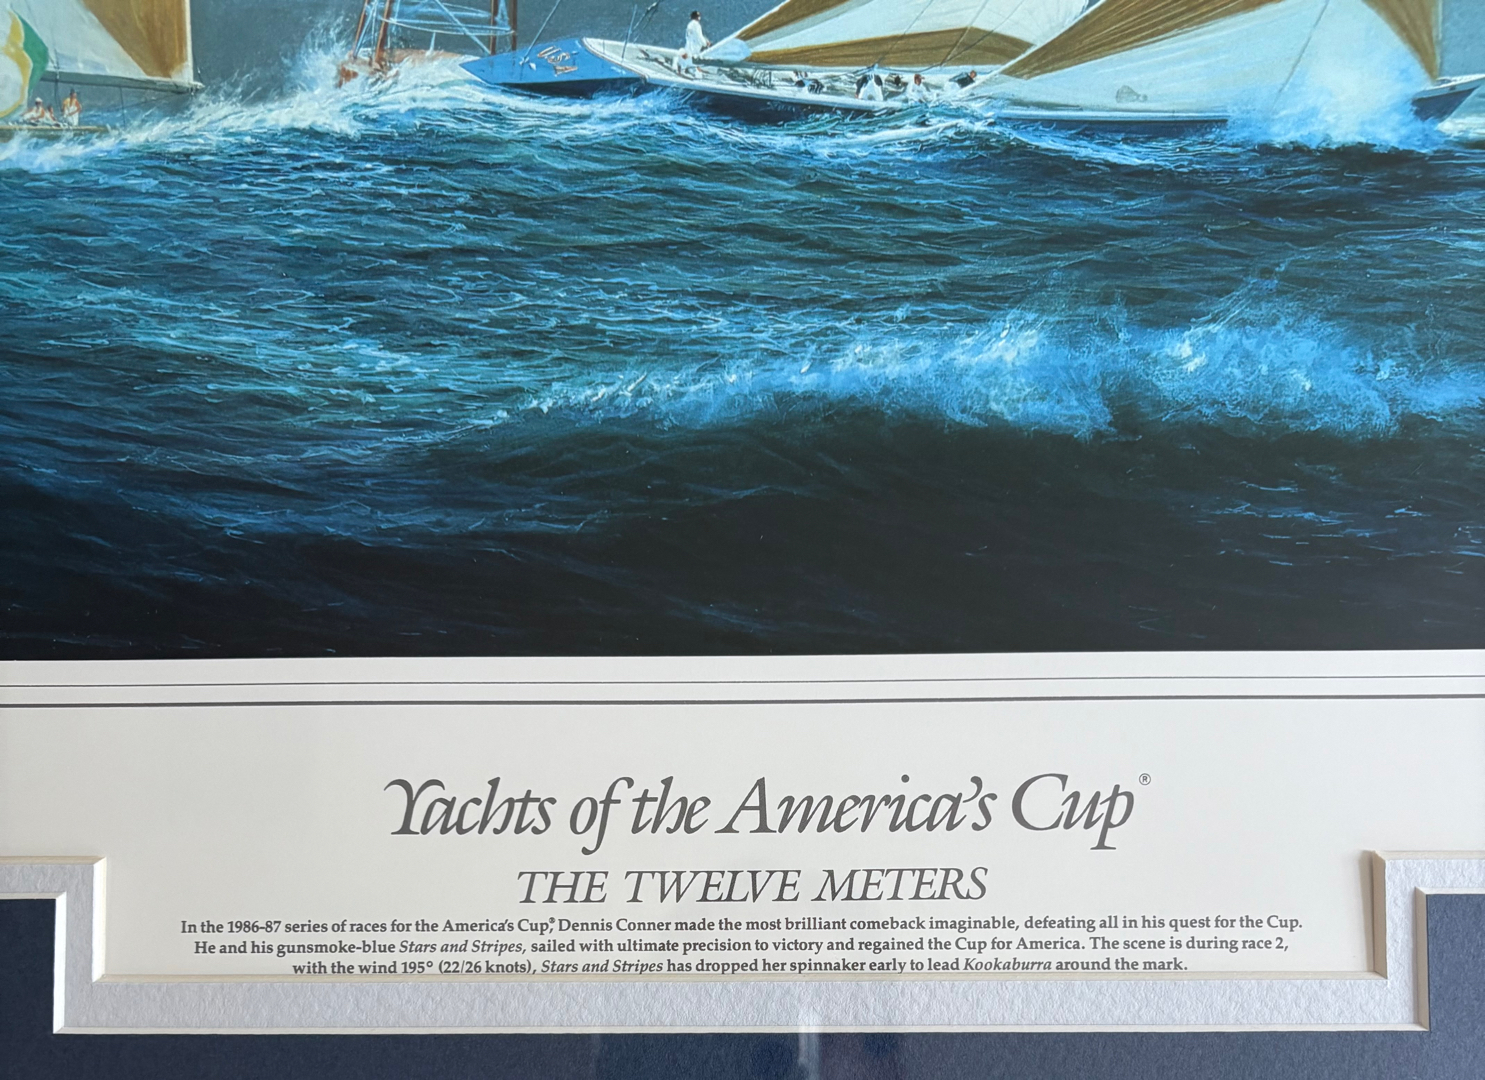 USA
Yachts of the America's Cup®
THE TWELVE METERS
In the 1986-87 series of races for the America's Cup,® Dennis Conner made the most brilliant comeback imaginable, defeating all in his quest for the Cup.
He and his gunsmoke-blue Stars and Stripes, sailed with ultimate precision to victory and regained the Cup for America. The scene is during race 2,
with the wind 195° (22/26 knots), Stars and Stripes has dropped her spinnaker early to lead Kookaburra around the mark.